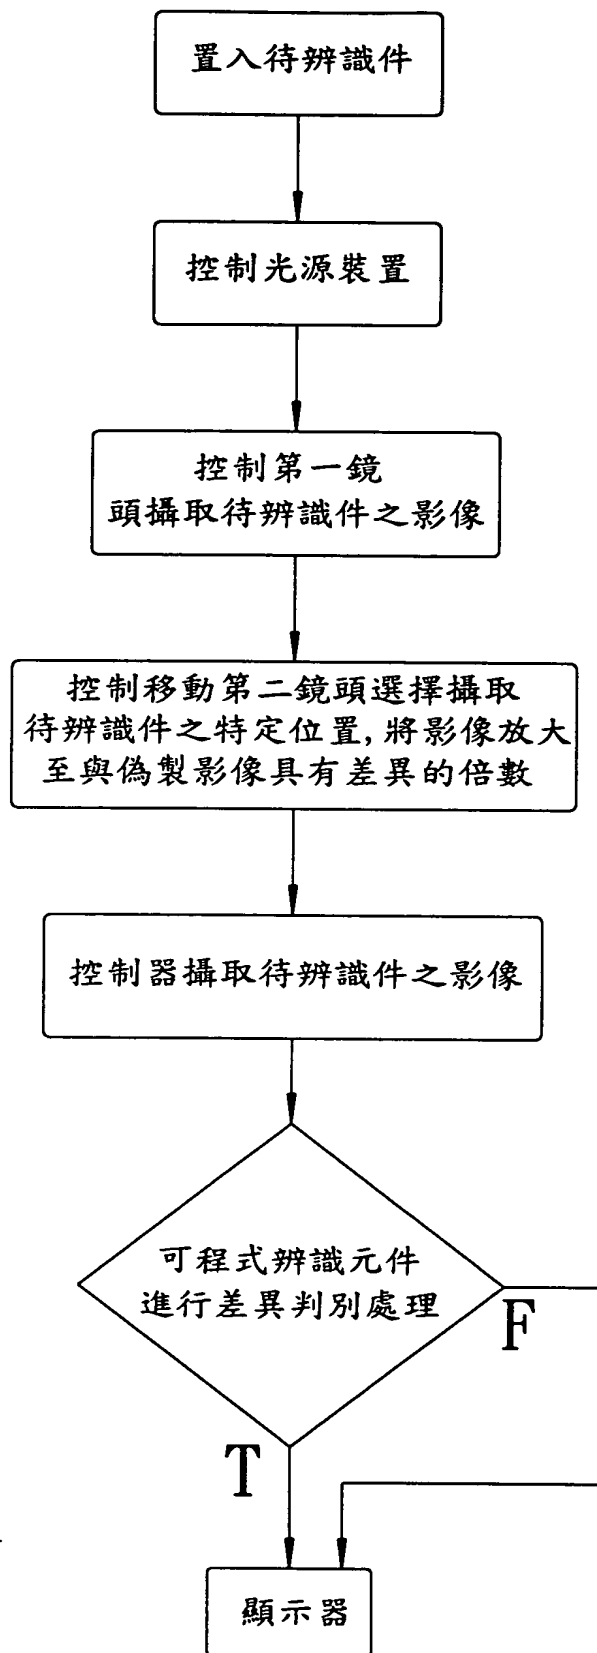 置入待辨識件
控制光源裝置
控制第一鏡
頭攝取待辨識件之影像
控制移動第二鏡頭選擇攝取
待辨識件之特定位置,將影像放大
至與偽製影像具有差異的倍數
控制器攝取待辨識件之影像
可程式辨識元件
進行差異判別處理
F
T
顯示器